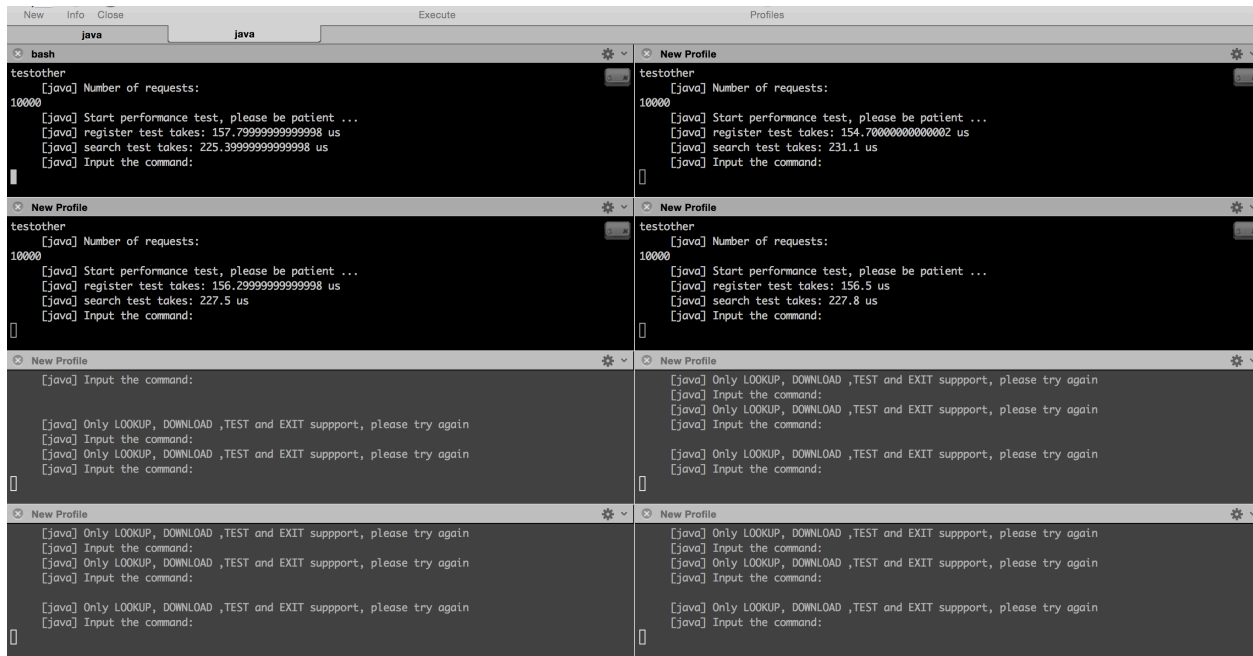 New Info Close Execute Profiles
java java
bash
testother
[java] Number of requests:
10000
[java] Start performance test, please be patient ...
[java] register test takes: 157.79999999999998 us
[java] search test takes: 225.39999999999998 us
[java] Input the command:
New Profile
testother
[java] Number of requests:
10000
[java] Start performance test, please be patient ...
[java] register test takes: 154.70000000000002 us
[java] search test takes: 231.1 us
[java] Input the command:
New Profile
testother
[java] Number of requests:
10000
[java] Start performance test, please be patient ...
[java] register test takes: 156.29999999999998 us
[java] search test takes: 227.5 us
[java] Input the command:
New Profile
testother
[java] Number of requests:
10000
[java] Start performance test, please be patient ...
[java] register test takes: 156.5 us
[java] search test takes: 227.8 us
[java] Input the command:
New Profile
[java] Input the command:
[java] Only LOOKUP, DOWNLOAD ,TEST and EXIT suppport, please try again
[java] Input the command:
[java] Only LOOKUP, DOWNLOAD ,TEST and EXIT suppport, please try again
[java] Input the command:
New Profile
[java] Only LOOKUP, DOWNLOAD ,TEST and EXIT suppport, please try again
[java] Input the command:
[java] Only LOOKUP, DOWNLOAD ,TEST and EXIT suppport, please try again
[java] Input the command:
[java] Only LOOKUP, DOWNLOAD ,TEST and EXIT suppport, please try again
[java] Input the command:
New Profile
[java] Only LOOKUP, DOWNLOAD ,TEST and EXIT suppport, please try again
[java] Input the command:
[java] Only LOOKUP, DOWNLOAD ,TEST and EXIT suppport, please try again
[java] Input the command:
[java] Only LOOKUP, DOWNLOAD ,TEST and EXIT suppport, please try again
[java] Input the command:
New Profile
[java] Only LOOKUP, DOWNLOAD ,TEST and EXIT suppport, please try again
[java] Input the command:
[java] Only LOOKUP, DOWNLOAD ,TEST and EXIT suppport, please try again
[java] Input the command:
[java] Only LOOKUP, DOWNLOAD ,TEST and EXIT suppport, please try again
[java] Input the command: